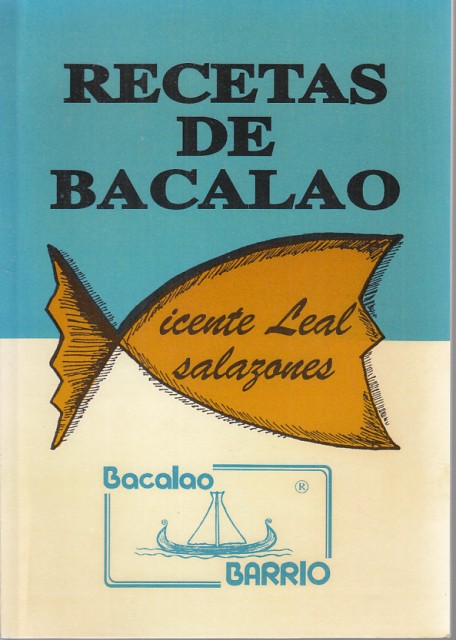 RECETAS
DE
BACALAO
icente Leal
salazones
Bacalao
®
BARRIO